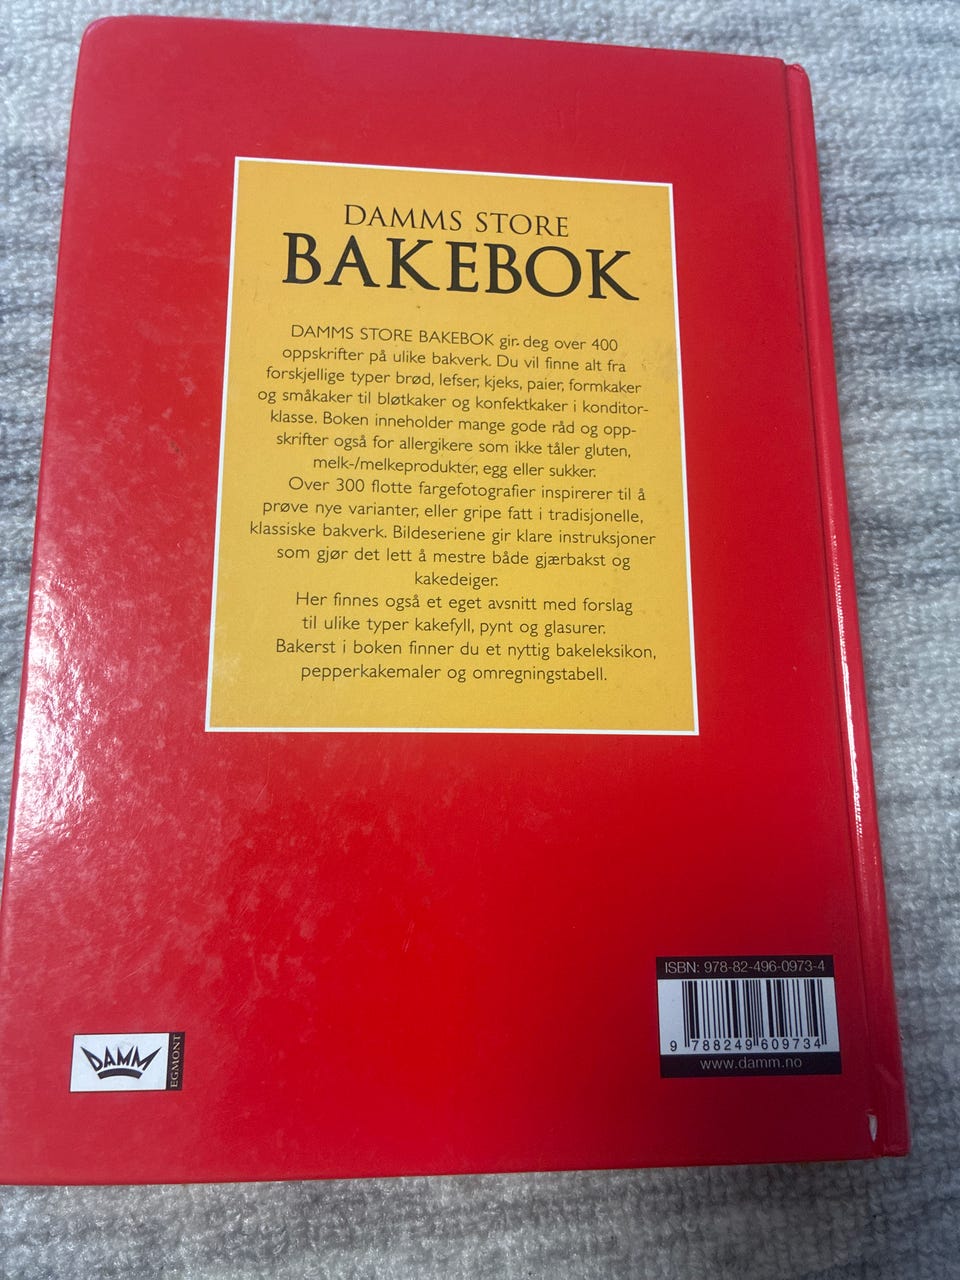 DAMMS STORE
BAKEBOK
DAMMS STORE BAKEBOK gir deg over 400
oppskrifter på ulike bakverk. Du vil finne alt fra
forskjellige typer brød, lefser, kjeks, paier, formkaker
og småkaker til bløtkaker og konfektkaker i konditor-
klasse. Boken inneholder mange gode råd og opp-
skrifter også for allergikere som ikke tåler gluten,
melk-/melkeprodukter, egg eller sukker.
Over 300 flotte fargefotografier inspirerer til å
prøve nye varianter, eller gripe fatt i tradisjonelle,
klassiske bakverk. Bildeseriene gir klare instruksjoner
som gjør det lett å mestre både gjærbakst og
kakedeiger.
Her finnes også et eget avsnitt med forslag
til ulike typer kakefyll, pynt og glasurer.
Bakerst i boken finner du et nyttig bakeleksikon,
pepperkakemaler og omregningstabell.
DAMM
EGMONT
ISBN: 978-82-496-0973-4
9 788249 609734
www.damm.no